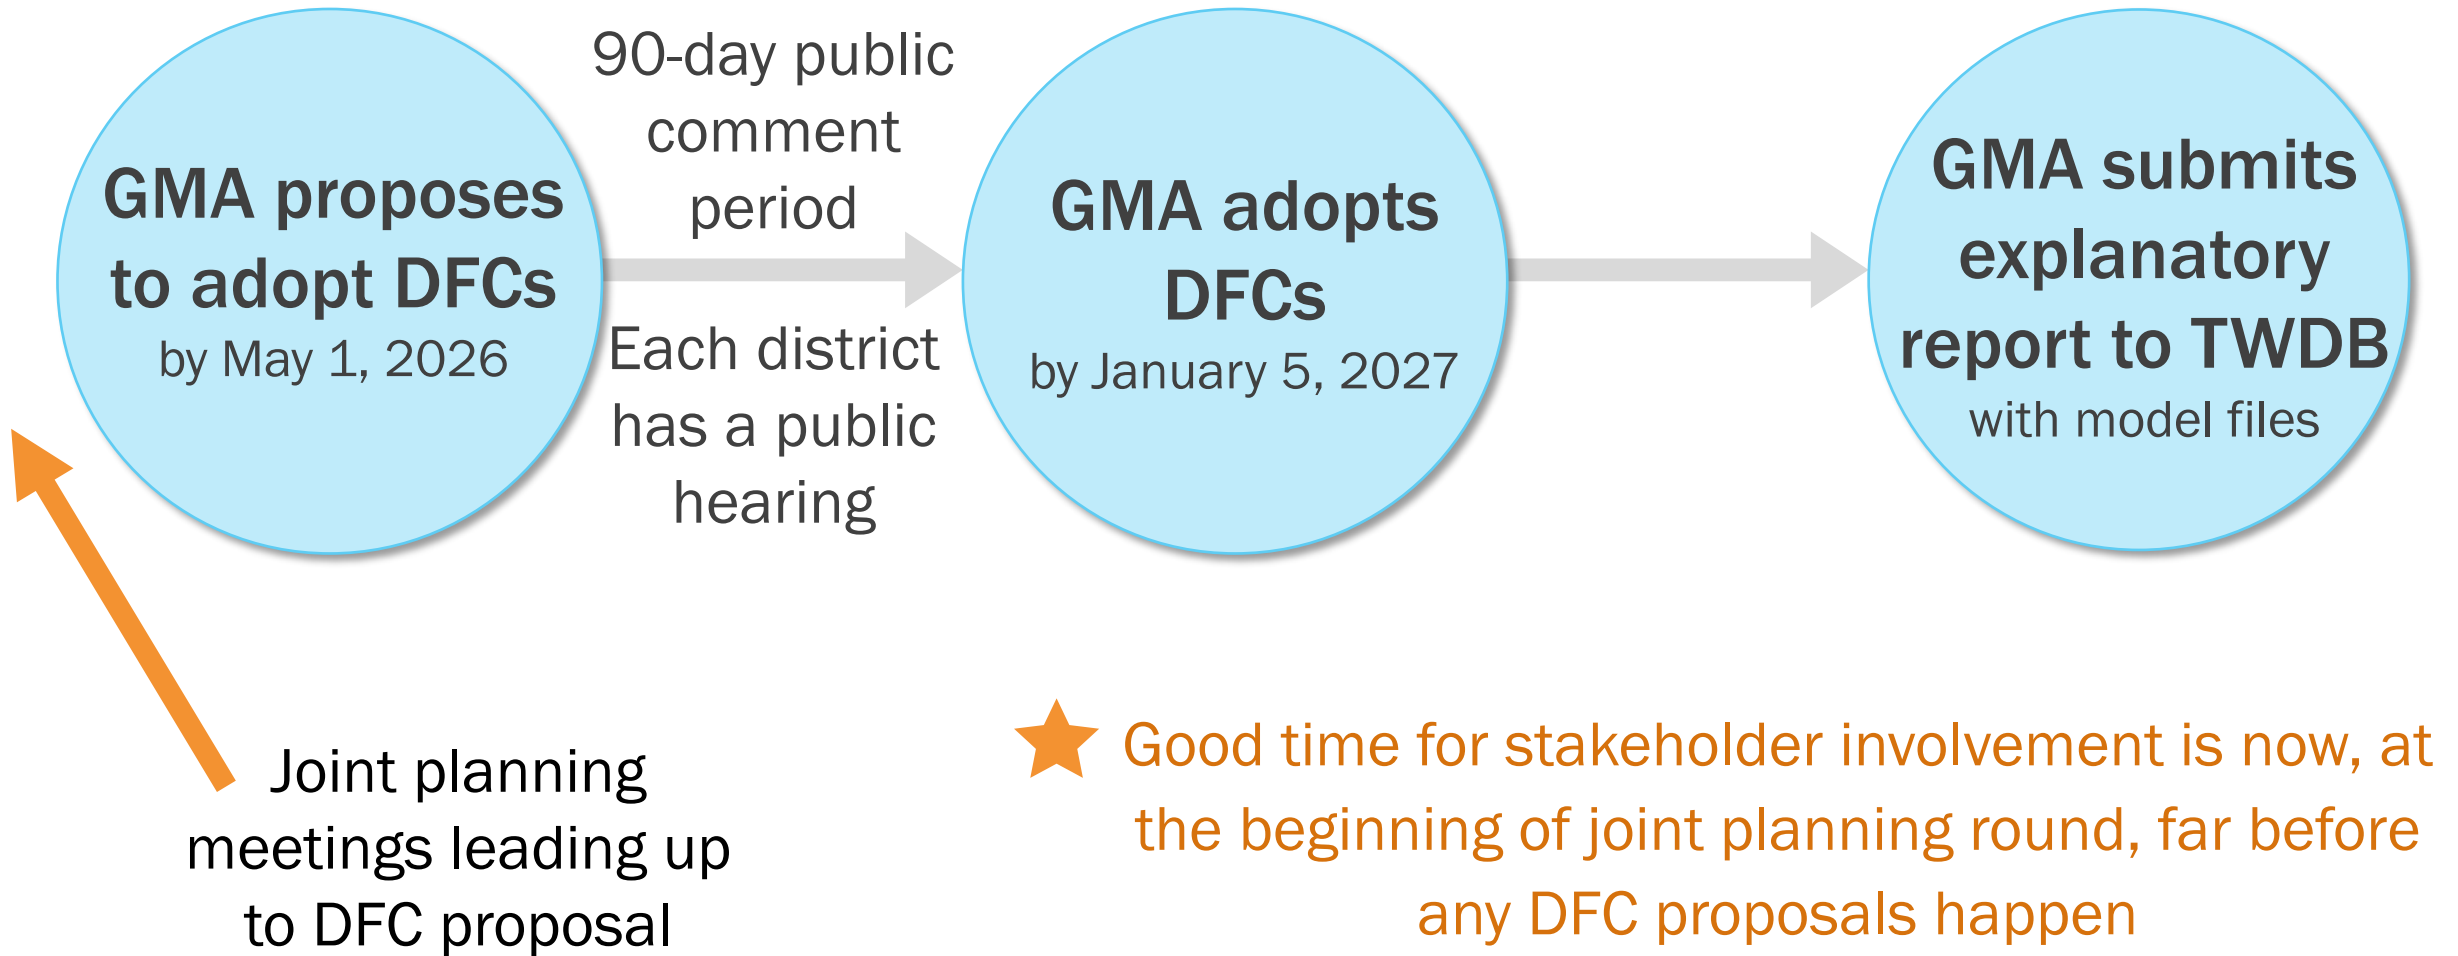 GMA proposes
to adopt DFCs
by May 1, 2026
90-day public
comment
period
Each district
has a public
hearing
GMA adopts
DFCs
by January 5, 2027
GMA submits
explanatory
report to TWDB
with model files
Joint planning
meetings leading up
to DFC proposal
Good time for stakeholder involvement is now, at
the beginning of joint planning round, far before
any DFC proposals happen